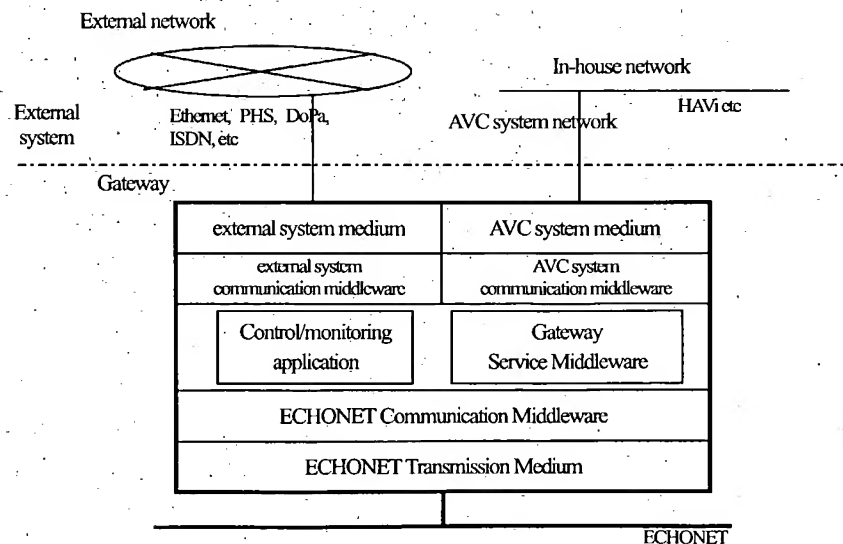 External network
In-house network
HAVi etc
External
system
Ethernet, PHS, DoPa,
ISDN, etc
AVC system network
Gateway
external system medium
AVC system medium
external system
communication middleware
AVC system
communication middleware
Control/monitoring
application
Gateway
Service Middleware
ECHONET Communication Middleware
ECHONET Transmission Medium
ECHONET